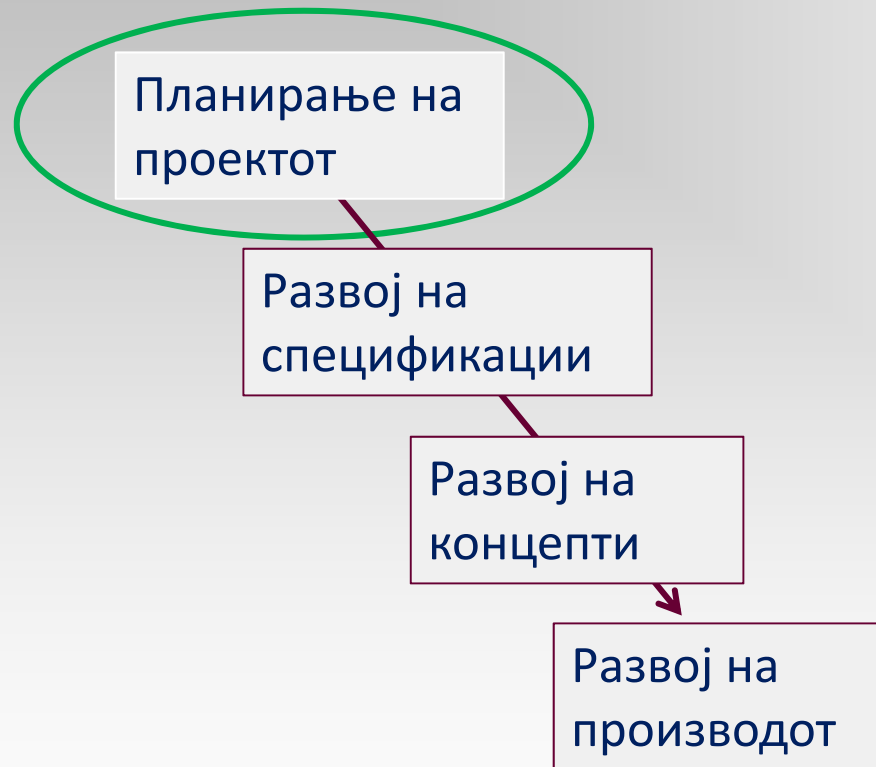 Планирање на
проектот
Развој на
спецификации
Развој на
концепти
Развој на
производот